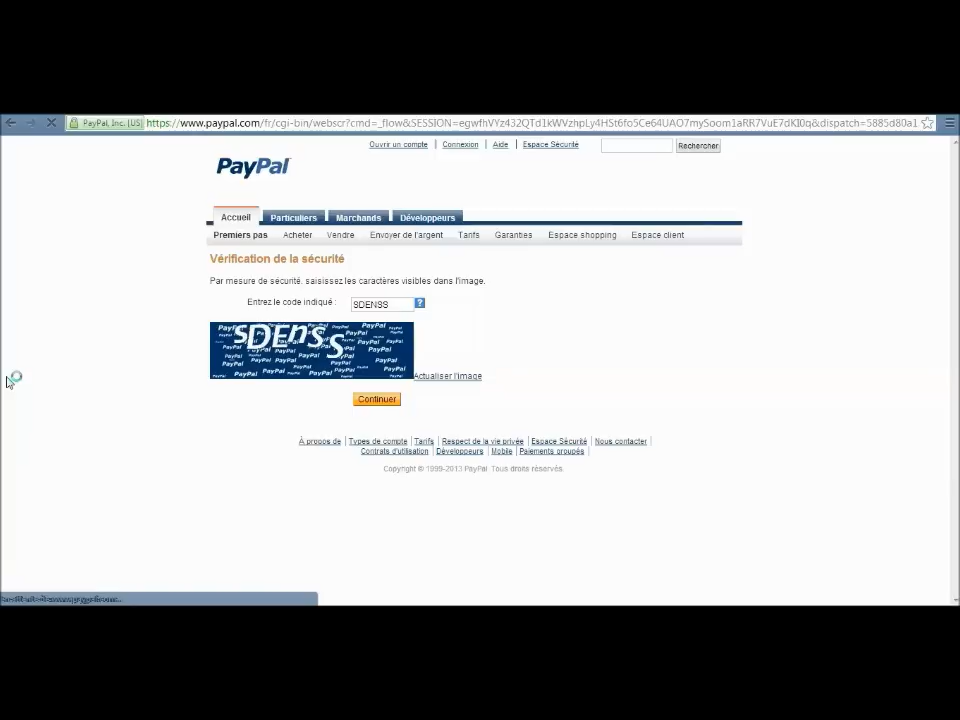 PayPal, Inc. [US] https://www.paypal.com/fr/cgi-bin/webscr?cmd=_flow&SESSION=egwfhVYz432QTd1kWVzhpLy4HSt6fo5Ce64UAO7mySoom1aRR7VuE7dKI0q&dispatch=5885d80a1
Ouvrir un compte | Connexion | Aide | Espace Sécurité Rechercher
PayPal
Accueil Particuliers Marchands Développeurs
Premiers pas Acheter Vendre Envoyer de l'argent Tarifs Garanties Espace shopping Espace client
Vérification de la sécurité
Par mesure de sécurité, saisissez les caractères visibles dans l'image.
Entrez le code indiqué : SDENSS ?
SDEnSS
Actualiser l'image
Continuer
À propos de | Types de compte | Tarifs | Respect de la vie privée | Espace Sécurité | Nous contacter |
Contrats d'utilisation | Développeurs | Mobile | Paiements groupés |
Copyright © 1999-2013 PayPal. Tous droits réservés.